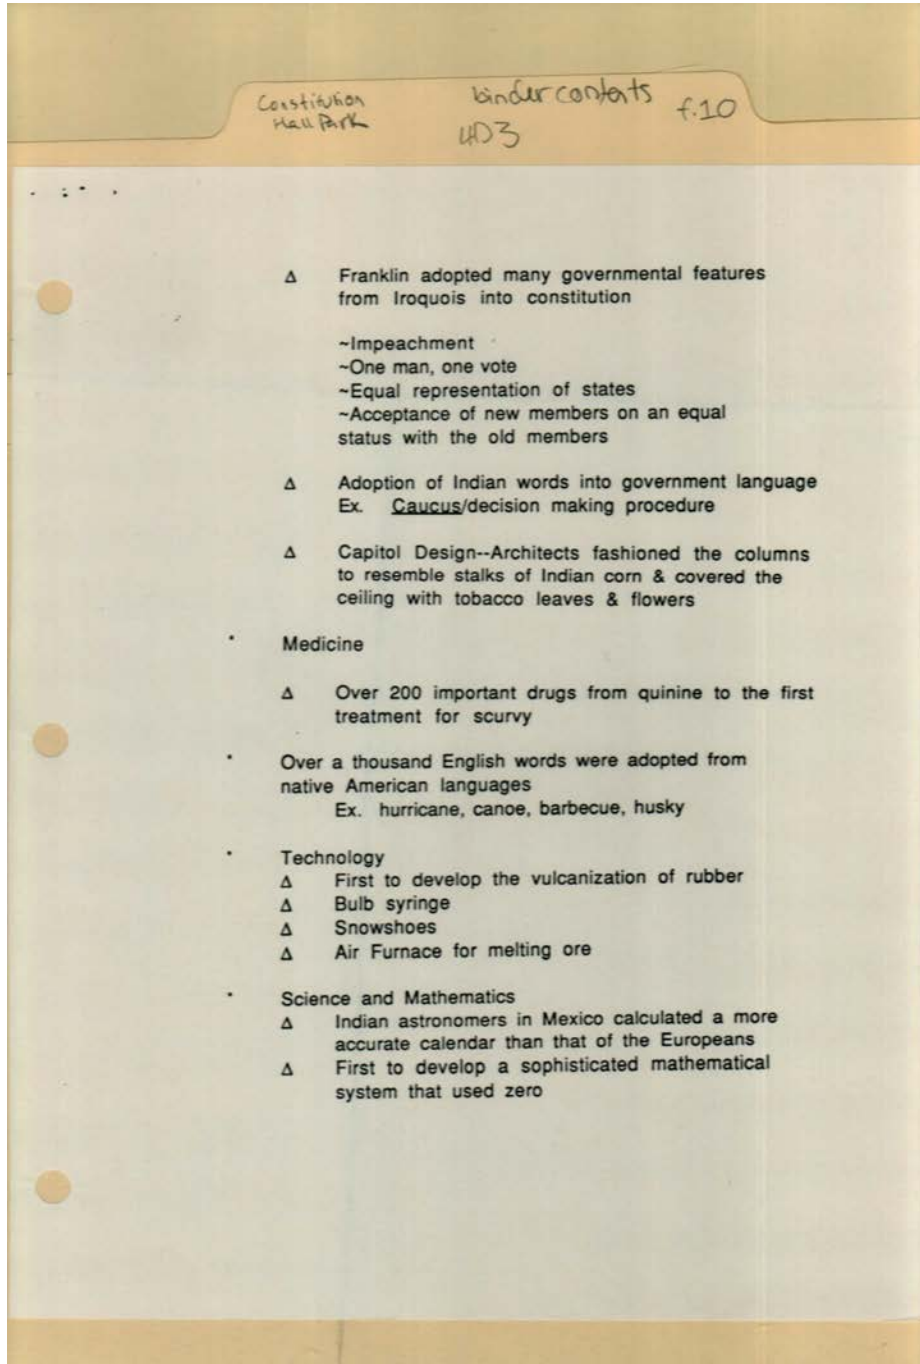 Constitution
Hall Park
binder contents
4D3
f.10
Δ Franklin adopted many governmental features
from Iroquois into constitution
~Impeachment
~One man, one vote
~Equal representation of states
~Acceptance of new members on an equal
status with the old members
Δ Adoption of Indian words into government language
Ex. Caucus/decision making procedure
Δ Capitol Design--Architects fashioned the columns
to resemble stalks of Indian corn & covered the
ceiling with tobacco leaves & flowers
· Medicine
Δ Over 200 important drugs from quinine to the first
treatment for scurvy
· Over a thousand English words were adopted from
native American languages
Ex. hurricane, canoe, barbecue, husky
· Technology
Δ First to develop the vulcanization of rubber
Δ Bulb syringe
Δ Snowshoes
Δ Air Furnace for melting ore
· Science and Mathematics
Δ Indian astronomers in Mexico calculated a more
accurate calendar than that of the Europeans
Δ First to develop a sophisticated mathematical
system that used zero